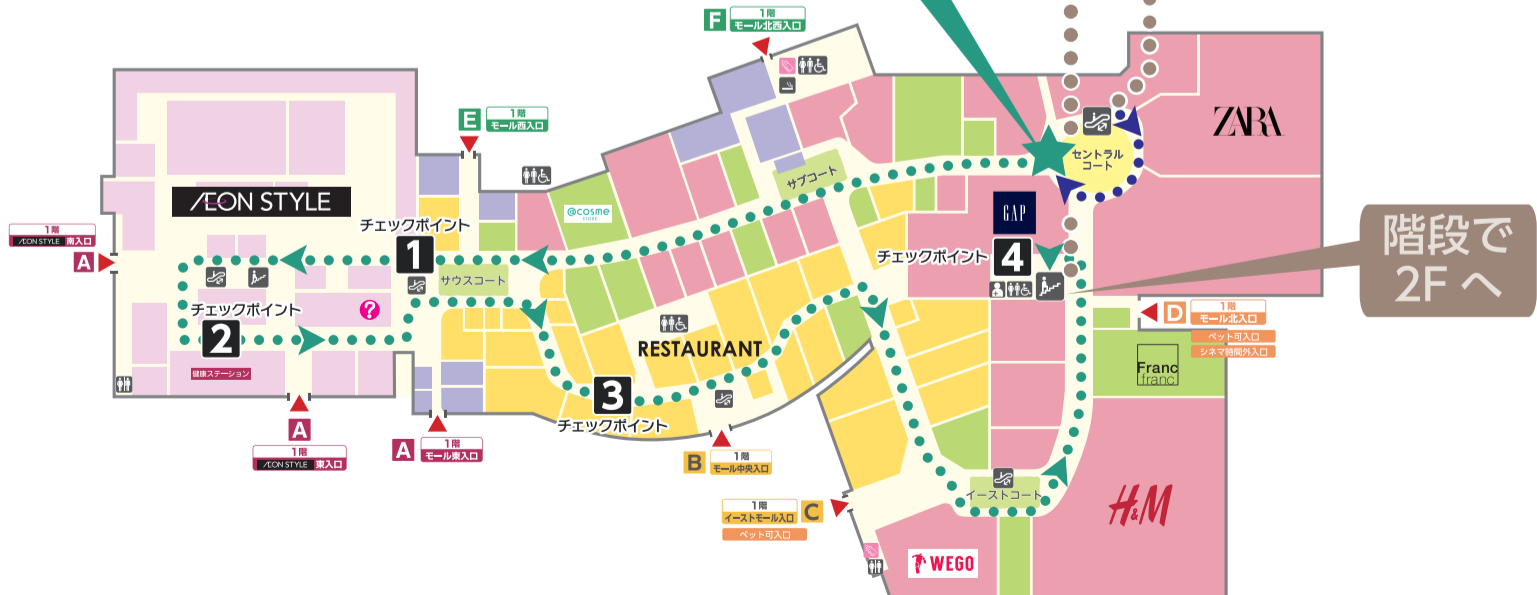 F
1階
モール北西入口
E
1階
モール西入口
ZARA
セントラル
コート
サブコート
ÆON STYLE
@cosme
STORE
GAP
チェックポイント
1
1階
ÆON STYLE 南入口
A
サウスコート
チェックポイント
4
階段で
2F へ
チェックポイント
2
?
D
1階
モール北入口
ペット可入口
シネマ時間外入口
RESTAURANT
Franc
franc
健康ステーション
3
チェックポイント
A
1階
ÆON STYLE 東入口
A
1階
モール東入口
B
1階
モール中央入口
イーストコート
H&M
1階
イーストモール入口
C
ペット可入口
WEGO